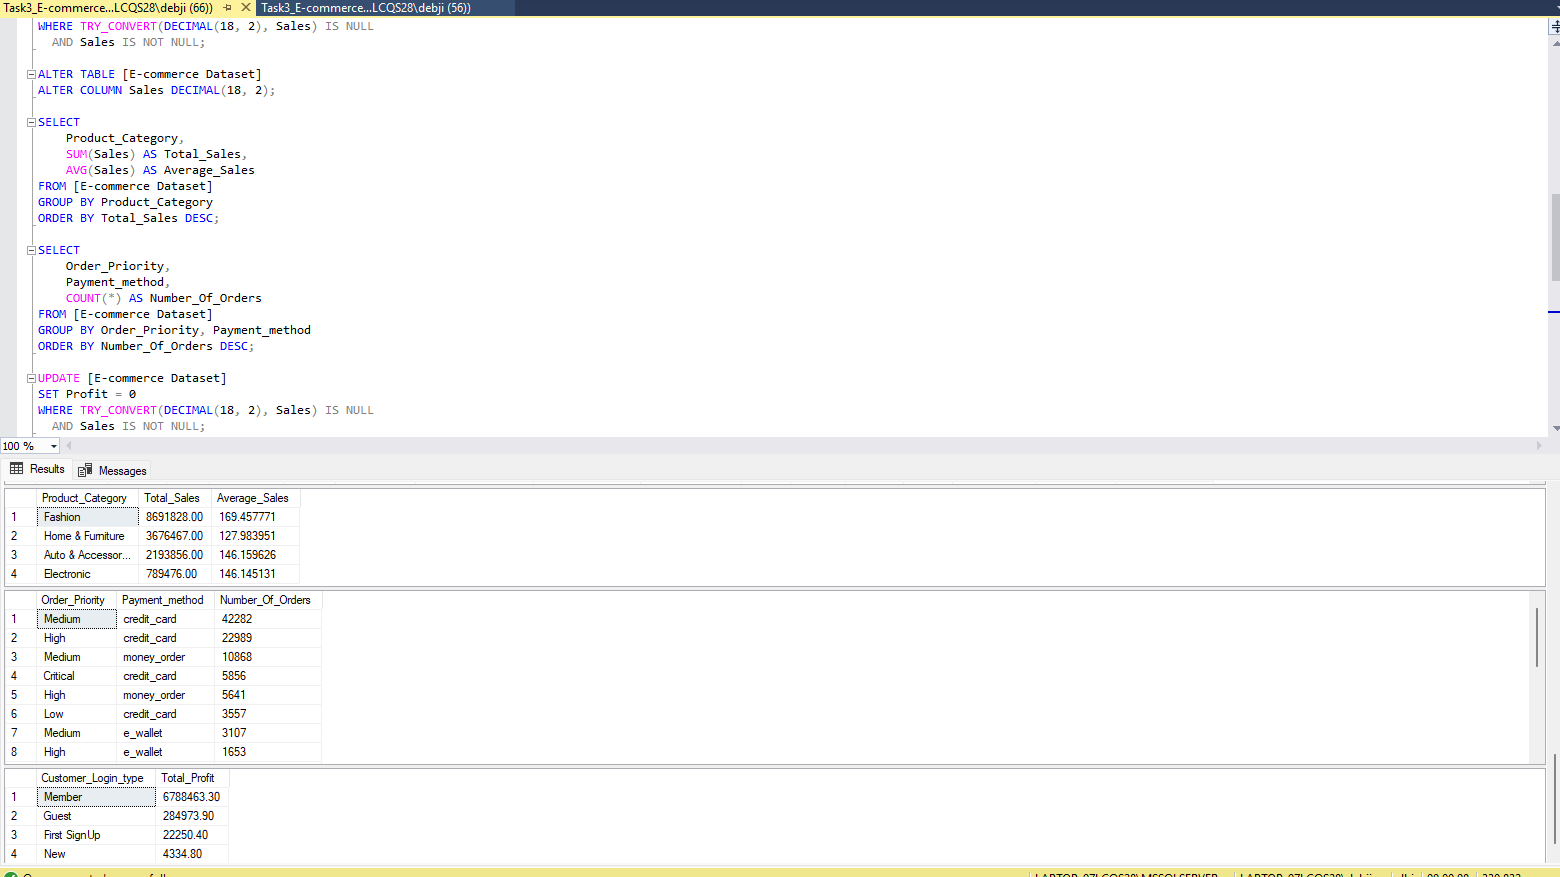 Task3_E-commerce...LCQS28\debji (66)) Task3_E-commerce...LCQS28\debji (56))
WHERE TRY_CONVERT(DECIMAL(18, 2), Sales) IS NULL
AND Sales IS NOT NULL;
ALTER TABLE [E-commerce Dataset]
ALTER COLUMN Sales DECIMAL(18, 2);
SELECT
Product_Category,
SUM(Sales) AS Total_Sales,
AVG(Sales) AS Average_Sales
FROM [E-commerce Dataset]
GROUP BY Product_Category
ORDER BY Total_Sales DESC;
SELECT
Order_Priority,
Payment_method,
COUNT(*) AS Number_Of_Orders
FROM [E-commerce Dataset]
GROUP BY Order_Priority, Payment_method
ORDER BY Number_Of_Orders DESC;
UPDATE [E-commerce Dataset]
SET Profit = 0
WHERE TRY_CONVERT(DECIMAL(18, 2), Sales) IS NULL
AND Sales IS NOT NULL;
100 %
Results Messages
Product_Category Total_Sales Average_Sales
1 Fashion 8691828.00 169.457771
2 Home & Furniture 3676467.00 127.983951
3 Auto & Accessor... 2193856.00 146.159626
4 Electronic 789476.00 146.145131
Order_Priority Payment_method Number_Of_Orders
1 Medium credit_card 42282
2 High credit_card 22989
3 Medium money_order 10868
4 Critical credit_card 5856
5 High money_order 5641
6 Low credit_card 3557
7 Medium e_wallet 3107
8 High e_wallet 1653
Customer_Login_type Total_Profit
1 Member 6788463.30
2 Guest 284973.90
3 First SignUp 22250.40
4 New 4334.80